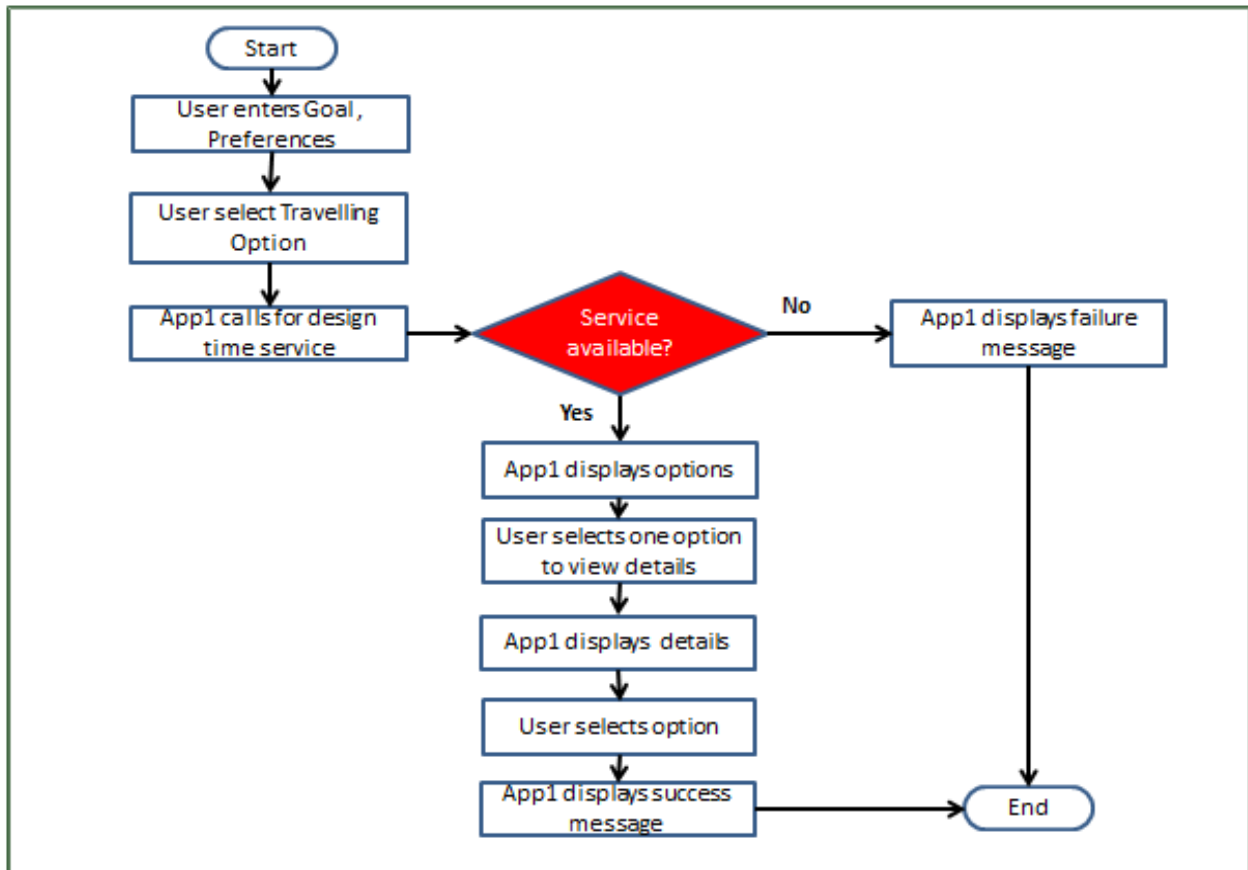 Start
User enters Goal ,
Preferences
User select Travelling
Option
App1 calls for design
time service
Service
available?
No
App1 displays failure
message
Yes
App1 displays options
User selects one option
to view details
App1 displays details
User selects option
App1 displays success
message
End